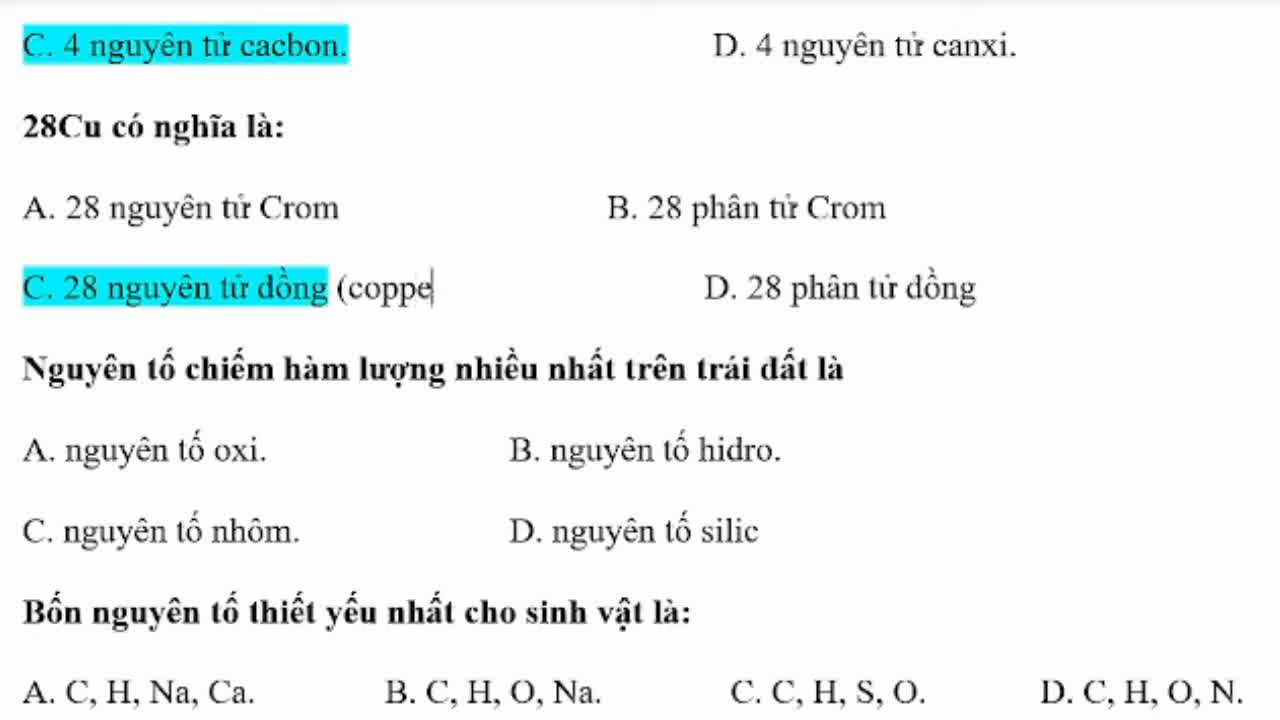 C. 4 nguyên tử cacbon. D. 4 nguyên tử canxi.
28Cu có nghĩa là:
A. 28 nguyên tử Crom B. 28 phân tử Crom
C. 28 nguyên tử đồng (coppe D. 28 phân tử đồng
Nguyên tố chiếm hàm lượng nhiều nhất trên trái đất là
A. nguyên tố oxi. B. nguyên tố hidro.
C. nguyên tố nhôm. D. nguyên tố silic
Bốn nguyên tố thiết yếu nhất cho sinh vật là:
A. C, H, Na, Ca. B. C, H, O, Na. C. C, H, S, O. D. C, H, O, N.